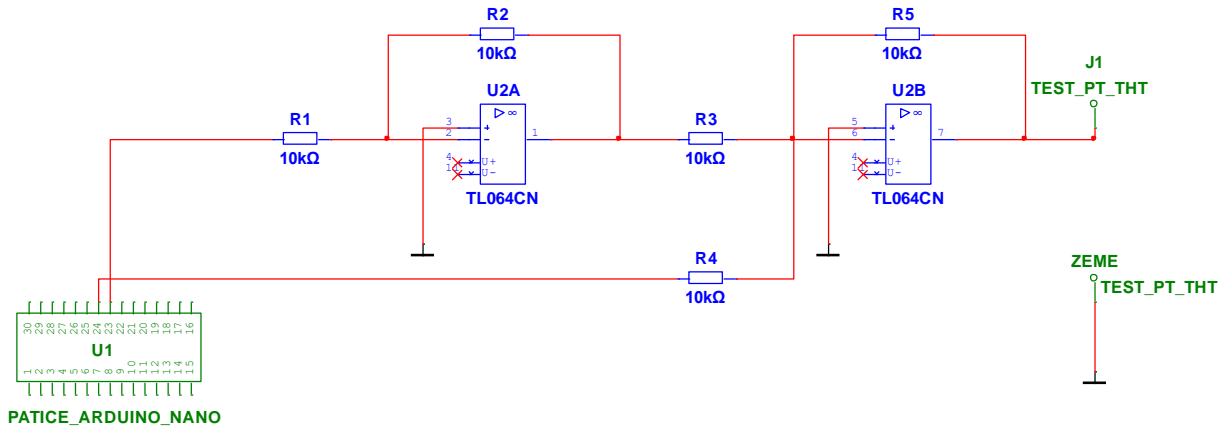 R2
10kΩ
R5
10kΩ
J1
TEST_PT_THT
U2A
▷ ∞
3
+
2
−
1
4
U+
U−
TL064CN
R1
10kΩ
R3
10kΩ
U2B
▷ ∞
5
+
6
−
7
4
U+
U−
TL064CN
R4
10kΩ
ZEME
TEST_PT_THT
30 29 28 27 26 25 24 23 22 21 20 19 18 17 16
U1
1 2 3 4 5 6 7 8 9 10 11 12 13 14 15
PATICE_ARDUINO_NANO